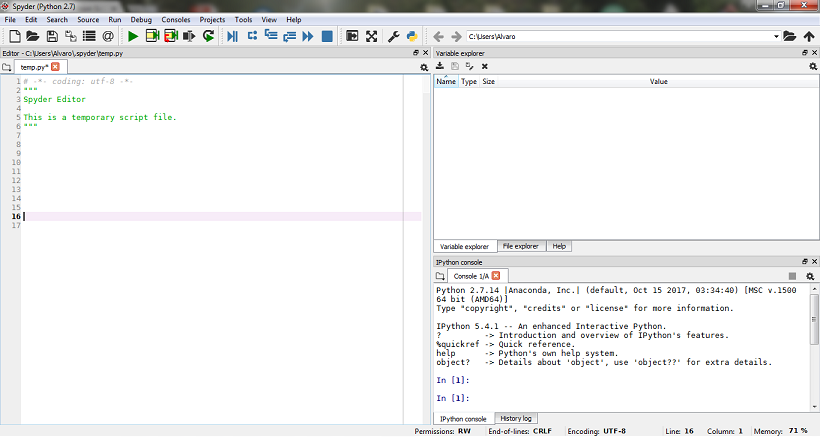 Spyder (Python 2.7)
File Edit Search Source Run Debug Consoles Projects Tools View Help
C:\Users\Alvaro
Editor - C:\Users\Alvaro\.spyder\temp.py
temp.py*
1 # -*- coding: utf-8 -*-
2 """
3 Spyder Editor
4
5 This is a temporary script file.
6 """
7
8
9
10
11
12
13
14
15
16
17
Variable explorer
Name Type Size Value
Variable explorer File explorer Help
IPython console
Console 1/A
Python 2.7.14 |Anaconda, Inc.| (default, Oct 15 2017, 03:34:40) [MSC v.1500
64 bit (AMD64)]
Type "copyright", "credits" or "license" for more information.
IPython 5.4.1 -- An enhanced Interactive Python.
? -> Introduction and overview of IPython's features.
%quickref -> Quick reference.
help -> Python's own help system.
object? -> Details about 'object', use 'object??' for extra details.
In [1]:
In [1]:
IPython console History log
Permissions: RW End-of-lines: CRLF Encoding: UTF-8 Line: 16 Column: 1 Memory: 71 %